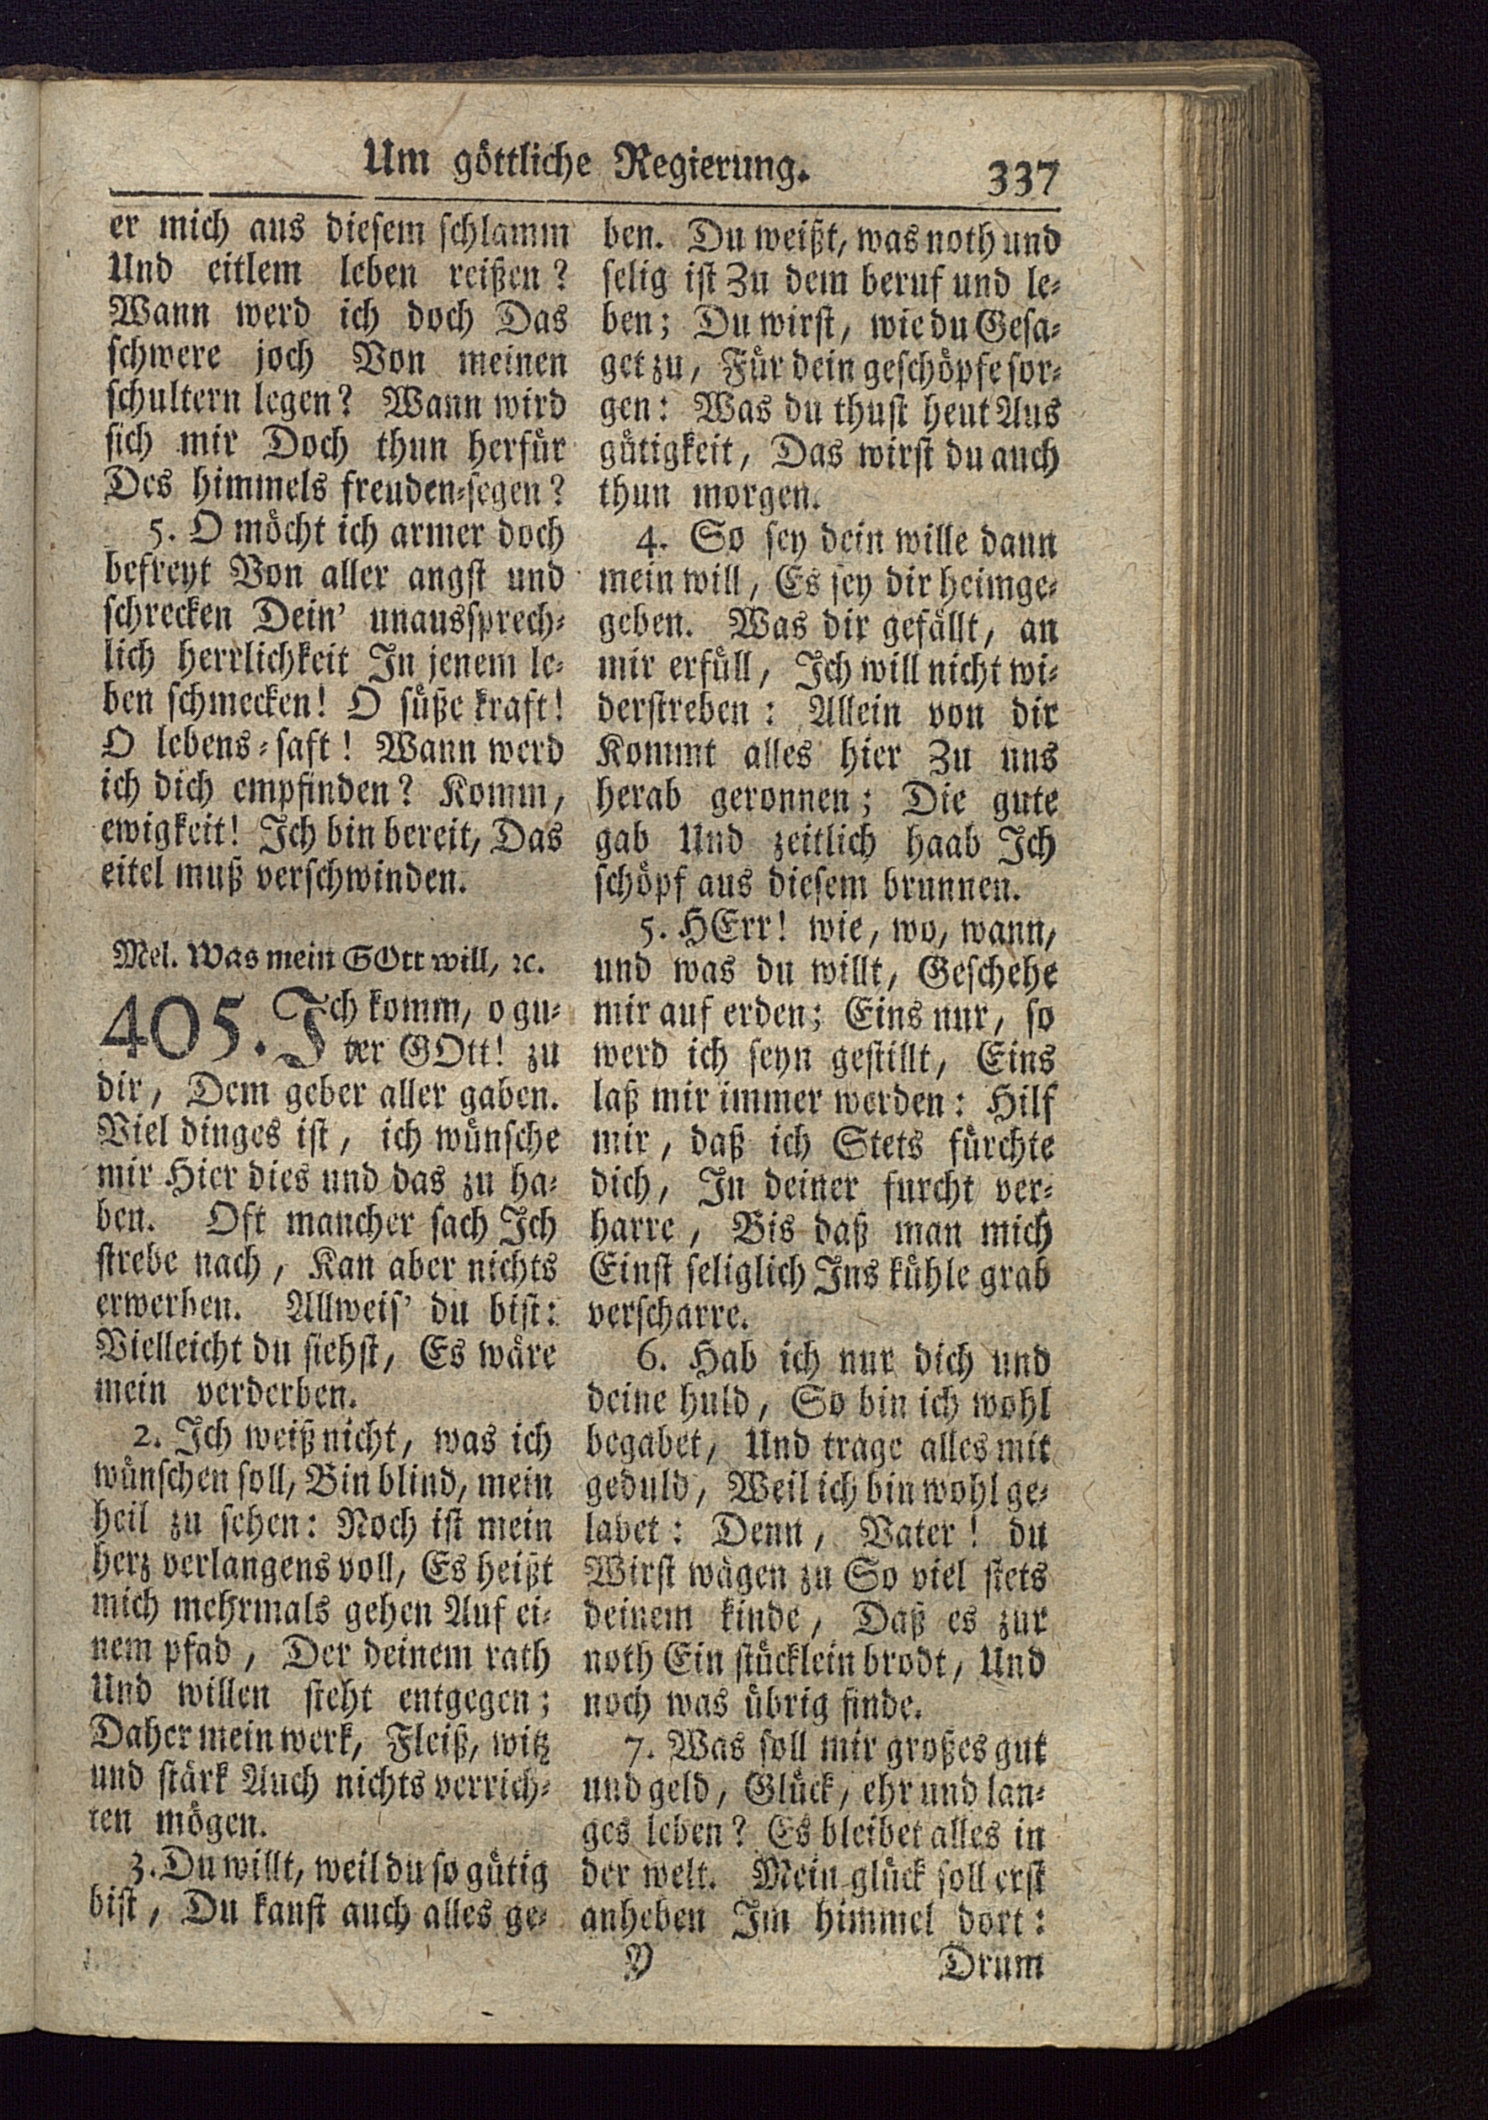 Um göttliche Regierung. 337
er mich aus diesem schlamm
Und eitlem leben reißen?
Wann werd ich doch Das
schwere joch Von meinen
schultern legen? Wann wird
sich mir Doch thun herfür
Des himmels freuden-segen?
5. O möcht ich armer doch
befreyt Von aller angst und
schrecken Dein' unaussprech-
lich herrlichkeit In jenem le-
ben schmecken! O süße kraft!
O lebens-saft! Wann werd
ich dich empfinden? Komm,
ewigkeit! Ich bin bereit, Das
eitel muß verschwinden.
Mel. Was mein GOtt will, ꝛc.
405. Ich komm, o gu-
ter GOtt! zu
dir, Dem geber aller gaben.
Viel dinges ist, ich wünsche
mir Hier dies und das zu ha-
ben. Oft mancher sach Ich
strebe nach, Kan aber nichts
erwerben. Allweis' du bist:
Vielleicht du siehst, Es wäre
mein verderben.
2. Ich weiß nicht, was ich
wünschen soll, Bin blind, mein
heil zu sehen: Noch ist mein
herz verlangens voll, Es heißt
mich mehrmals gehen Auf ei-
nem pfad, Der deinem rath
Und willen steht entgegen;
Daher mein werk, Fleiß, witz
und stärk Auch nichts verrich-
ten mögen.
3. Du willt, weil du so gütig
bist, Du kanst auch alles ge-
ben. Du weißt, was noth und
selig ist Zu dem beruf und le-
ben; Du wirst, wie du Gesa-
get zu, Für dein geschöpfe sor-
gen: Was du thust heut Aus
gütigkeit, Das wirst du auch
thun morgen.
4. So sey dein wille dann
mein will, Es sey dir heimge-
geben. Was dir gefällt, an
mir erfüll, Ich will nicht wi-
derstreben: Allein von dir
Kommt alles hier Zu uns
herab geronnen; Die gute
gab Und zeitlich haab Ich
schöpf aus diesem brunnen.
5. HErr! wie, wo, wann,
und was du willt, Geschehe
mir auf erden; Eins nur, so
werd ich seyn gestillt, Eins
laß mir immer werden: Hilf
mir, daß ich Stets fürchte
dich, In deiner furcht ver-
harre, Bis daß man mich
Einst seliglich Ins kühle grab
verscharre.
6. Hab ich nur dich und
deine huld, So bin ich wohl
begabet, Und trage alles mit
geduld, Weil ich bin wohl ge-
labet: Denn, Vater! du
Wirst wägen zu So viel stets
deinem kinde, Daß es zur
noth Ein stücklein brodt, Und
noch was übrig finde.
7. Was soll mir großes gut
und geld, Glück, ehr und lan-
ges leben? Es bleibet alles in
der welt. Mein glück soll erst
anheben Im himmel dort:
Y Drum